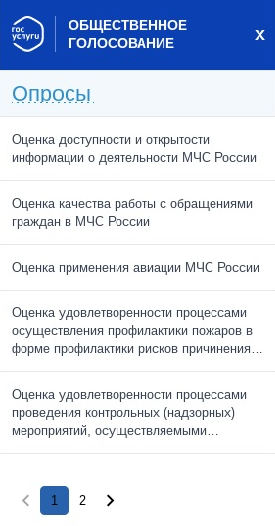 гос
услуги
ОБЩЕСТВЕННОЕ
ГОЛОСОВАНИЕ
x
Опросы
Оценка доступности и открытости
информации о деятельности МЧС России
Оценка качества работы с обращениями
граждан в МЧС России
Оценка применения авиации МЧС России
Оценка удовлетворенности процессами
осуществления профилактики пожаров в
форме профилактики рисков причинения...
Оценка удовлетворенности процессами
проведения контрольных (надзорных)
мероприятий, осуществляемыми...
1 2